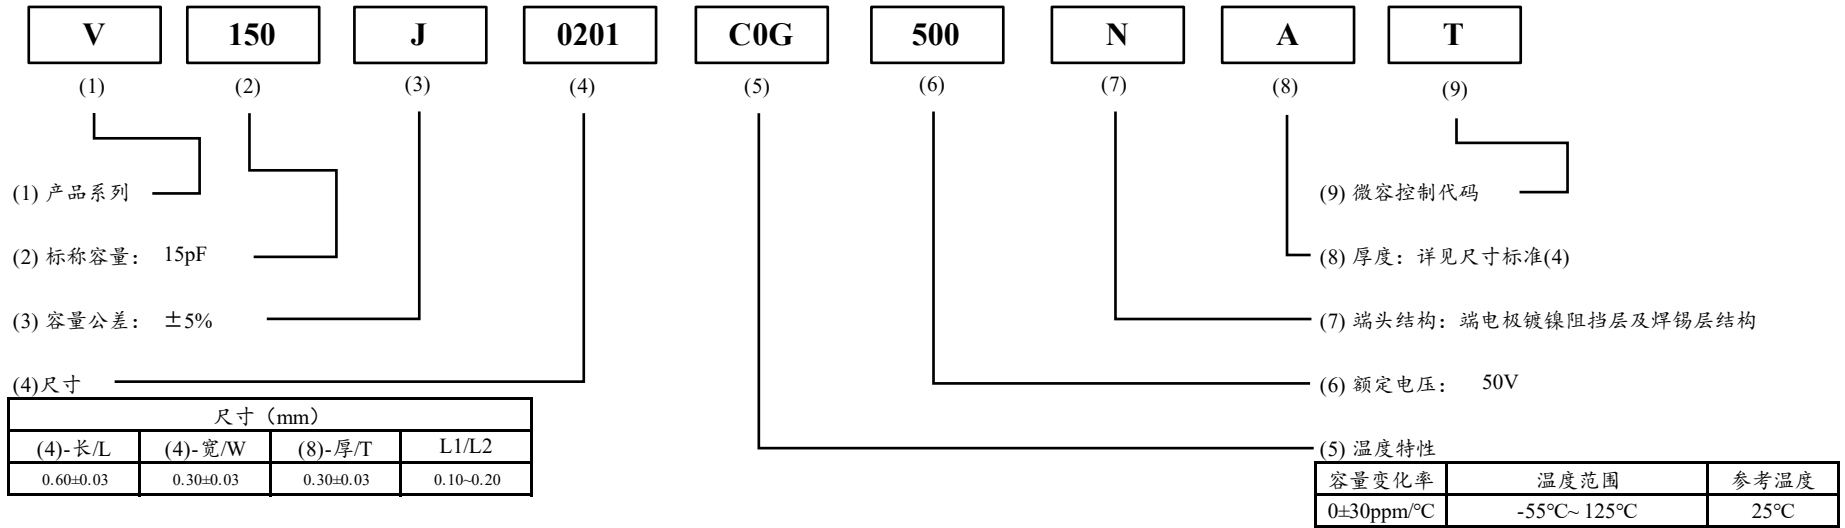 V 150 J 0201 C0G 500 N A T
(1) (2) (3) (4) (5) (6) (7) (8) (9)
(1) 产品系列
(9) 微容控制代码
(2) 标称容量： 15pF
(8) 厚度：详见尺寸标准(4)
(3) 容量公差： ±5%
(7) 端头结构：端电极镀镍阻挡层及焊锡层结构
(4)尺寸
(6) 额定电压： 50V
尺寸（mm）
(4)-长/L (4)-宽/W (8)-厚/T L1/L2
0.60±0.03 0.30±0.03 0.30±0.03 0.10~0.20
(5) 温度特性
容量变化率 温度范围 参考温度
0±30ppm/°C -55°C~ 125°C 25°C